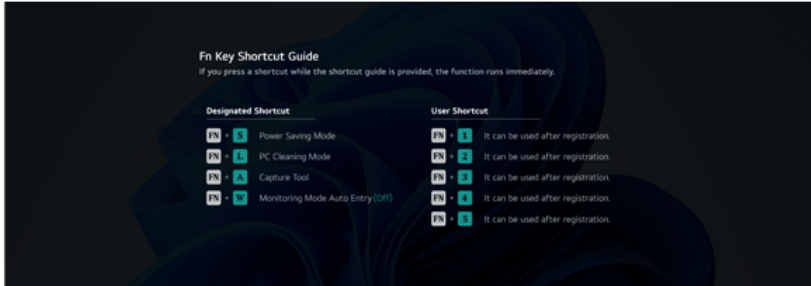 Fn Key Shortcut Guide
If you press a shortcut while the shortcut guide is provided, the function runs immediately.
Designated Shortcut
FN + S Power Saving Mode
FN + L PC Cleaning Mode
FN + A Capture Tool
FN + W Monitoring Mode Auto Entry (Off)
User Shortcut
FN + 1 It can be used after registration.
FN + 2 It can be used after registration.
FN + 3 It can be used after registration.
FN + 4 It can be used after registration.
FN + 5 It can be used after registration.